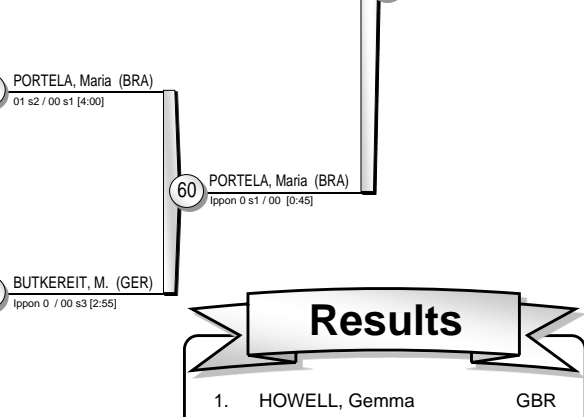 PORTELA, Maria (BRA)
01 s2 / 00 s1 [4:00]
60
PORTELA, Maria (BRA)
Ippon 0 s1 / 00 [0:45]
BUTKEREIT, M. (GER)
Ippon 0 / 00 s3 [2:55]
Results
1. HOWELL, Gemma GBR